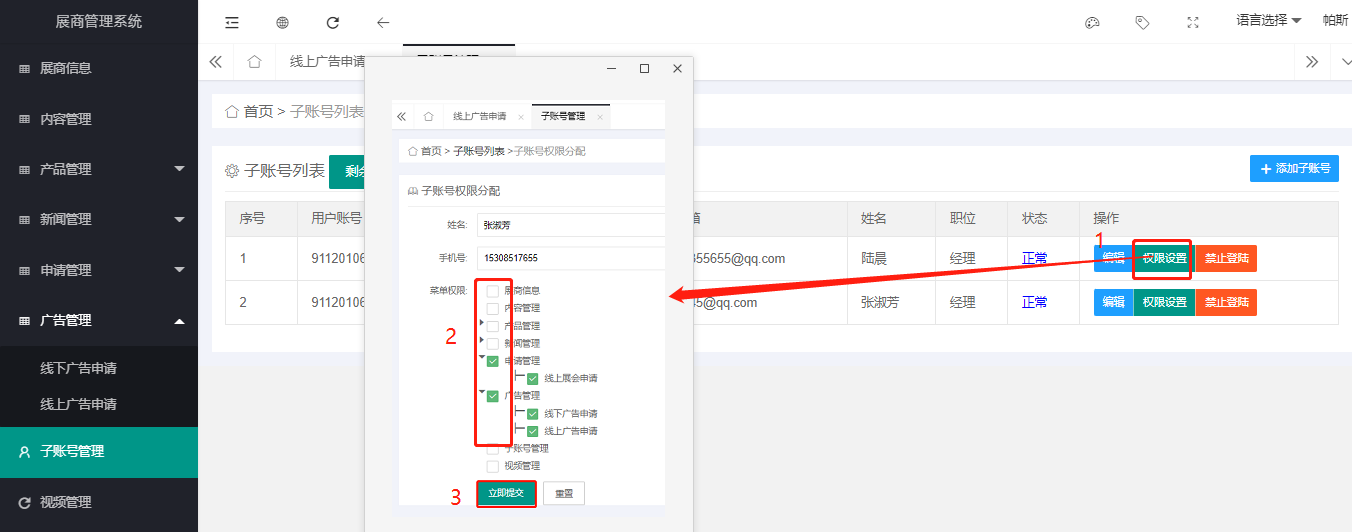 展商管理系统
语言选择
帕斯
展商信息
内容管理
产品管理
新闻管理
申请管理
广告管理
线下广告申请
线上广告申请
子账号管理
视频管理
线上广告申请
首页 > 子账号列表
子账号列表
剩余
添加子账号
序号 用户账号 箱 姓名 职位 状态 操作
1 91120106 355655@qq.com 陆晨 经理 正常 编辑 权限设置 禁止登陆
2 91120106 45@qq.com 张淑芳 经理 正常 编辑 权限设置 禁止登陆
1
线上广告申请 子账号管理
首页 > 子账号列表 >子账号权限分配
子账号权限分配
姓名: 张淑芳
手机号: 15308517655
菜单权限: 展商信息
内容管理
产品管理
新闻管理
申请管理
线上展会申请
广告管理
线下广告申请
线上广告申请
子账号管理
视频管理
2
3
立即提交 重置